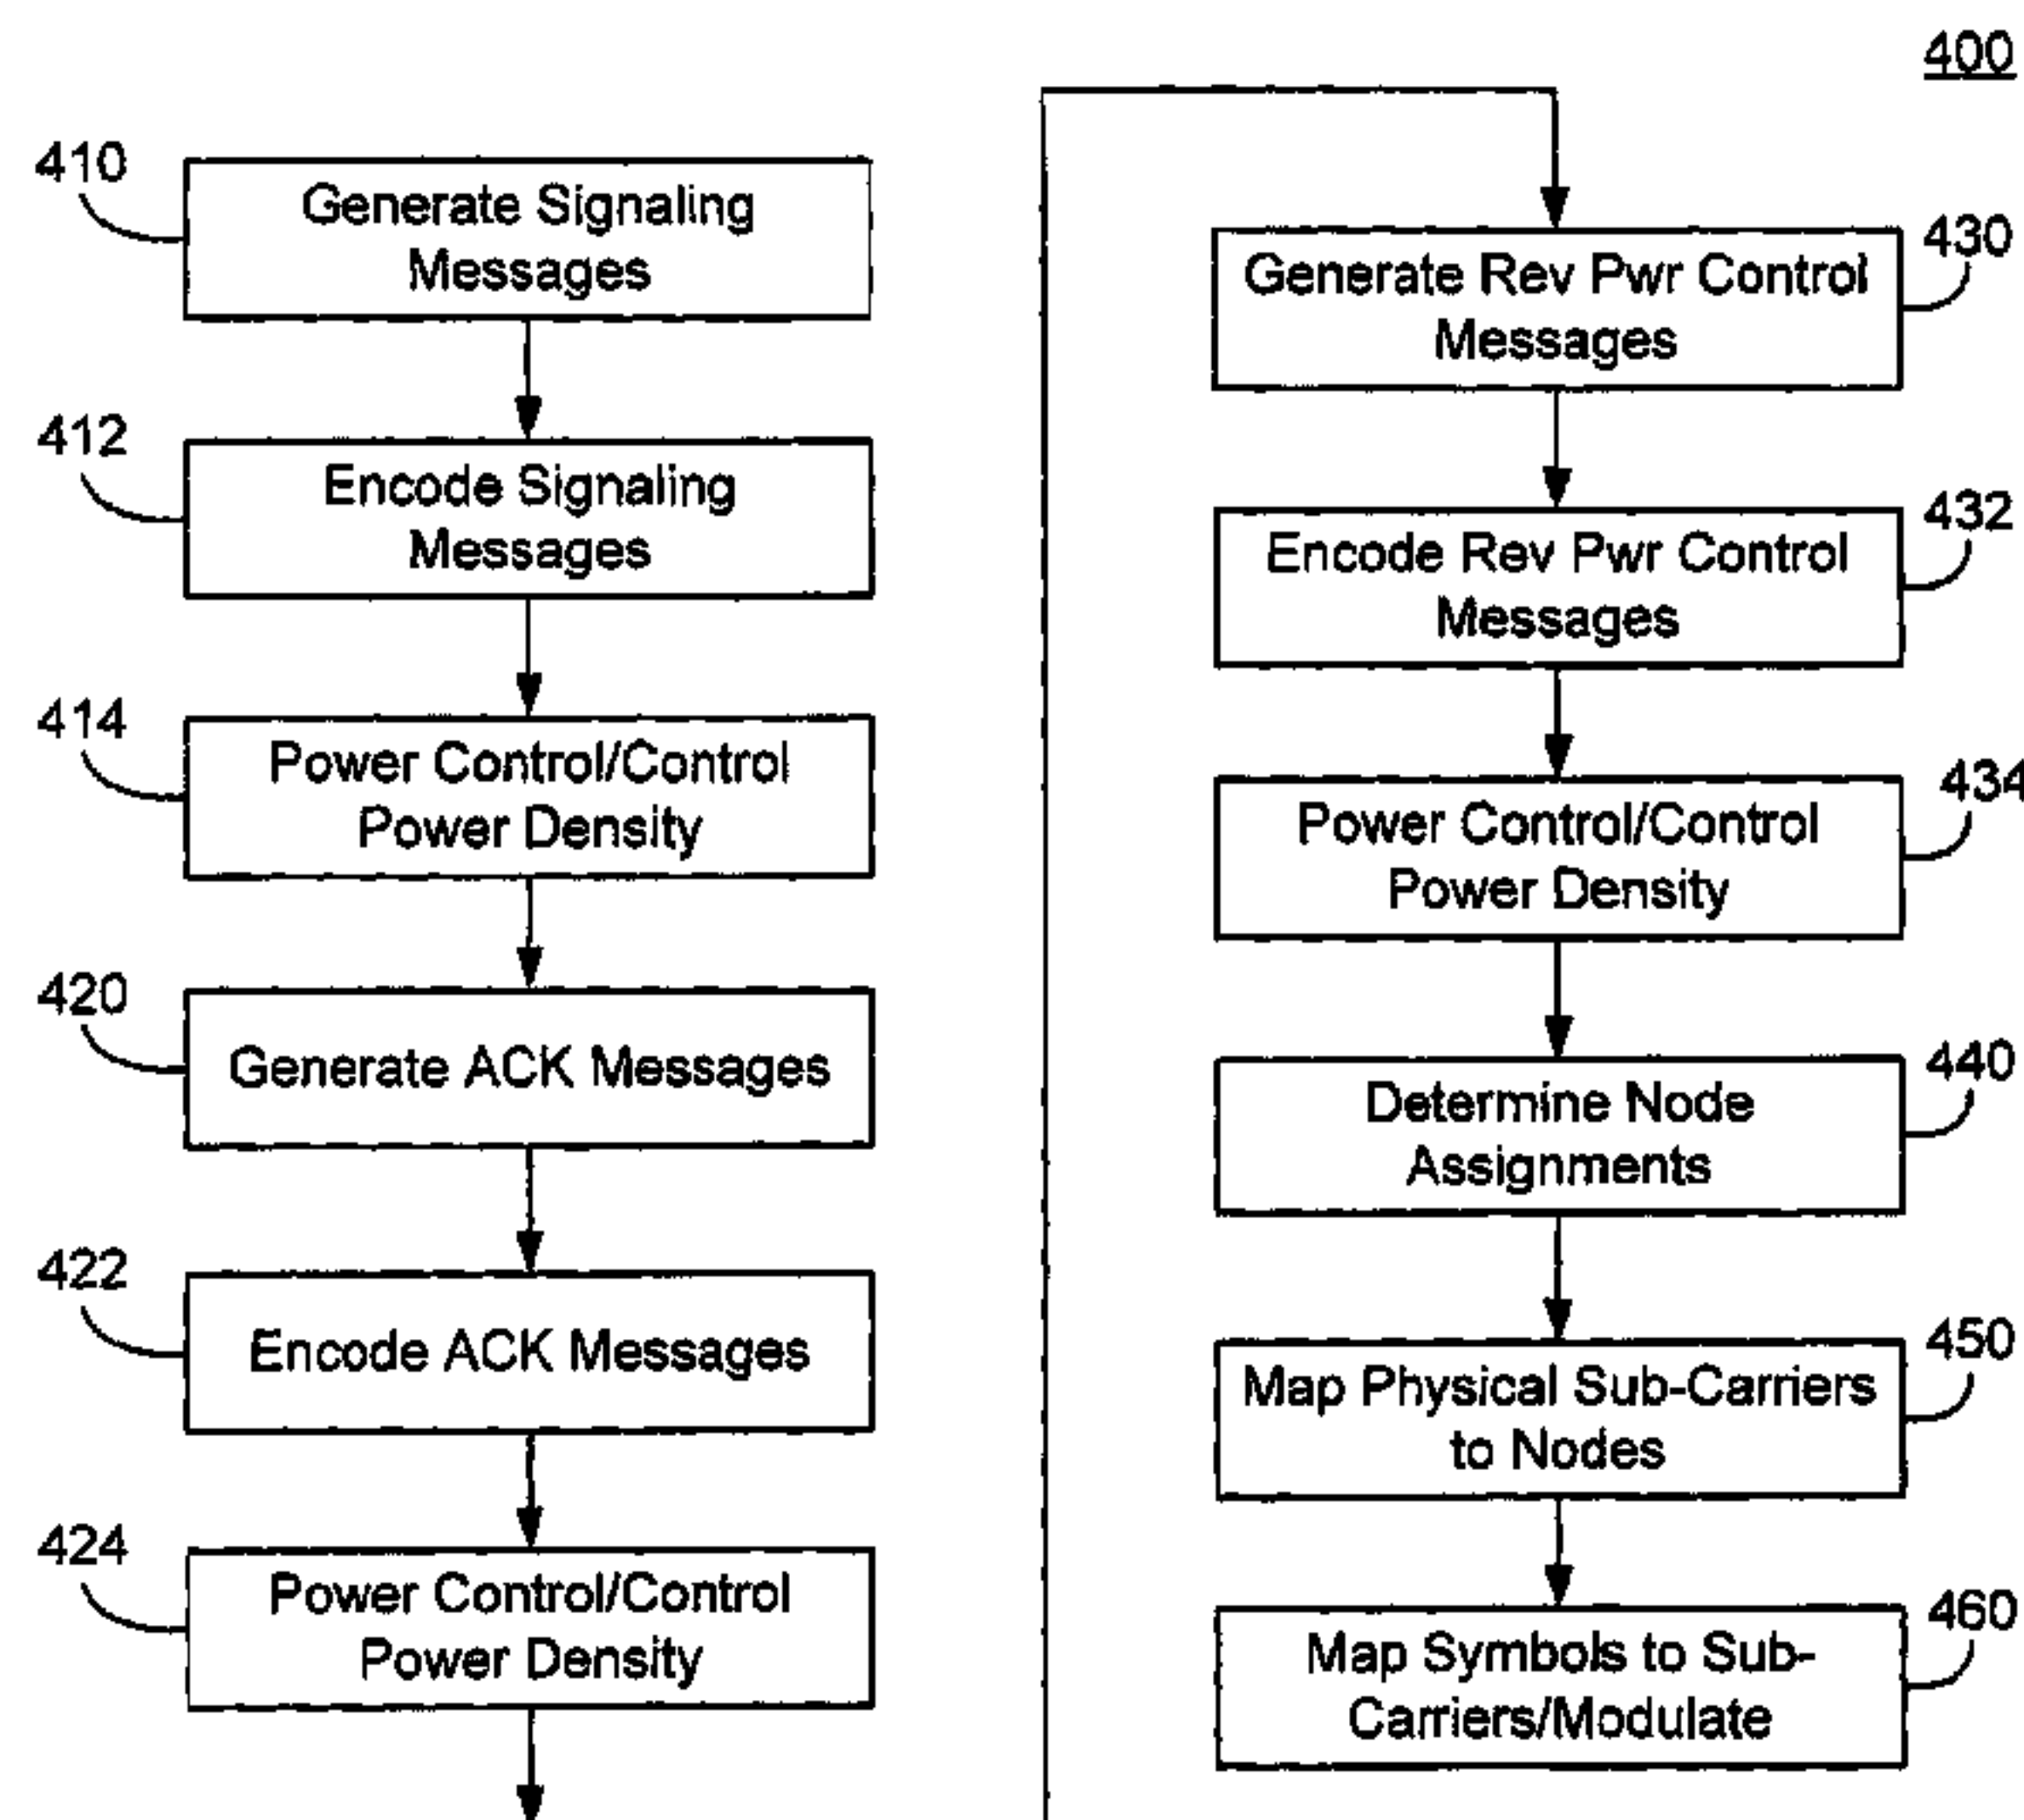 400
410
Generate Signaling
Messages
412
Encode Signaling
Messages
414
Power Control/Control
Power Density
420
Generate ACK Messages
422
Encode ACK Messages
424
Power Control/Control
Power Density
430
Generate Rev Pwr Control
Messages
432
Encode Rev Pwr Control
Messages
434
Power Control/Control
Power Density
440
Determine Node
Assignments
450
Map Physical Sub-Carriers
to Nodes
460
Map Symbols to Sub-
Carriers/Modulate